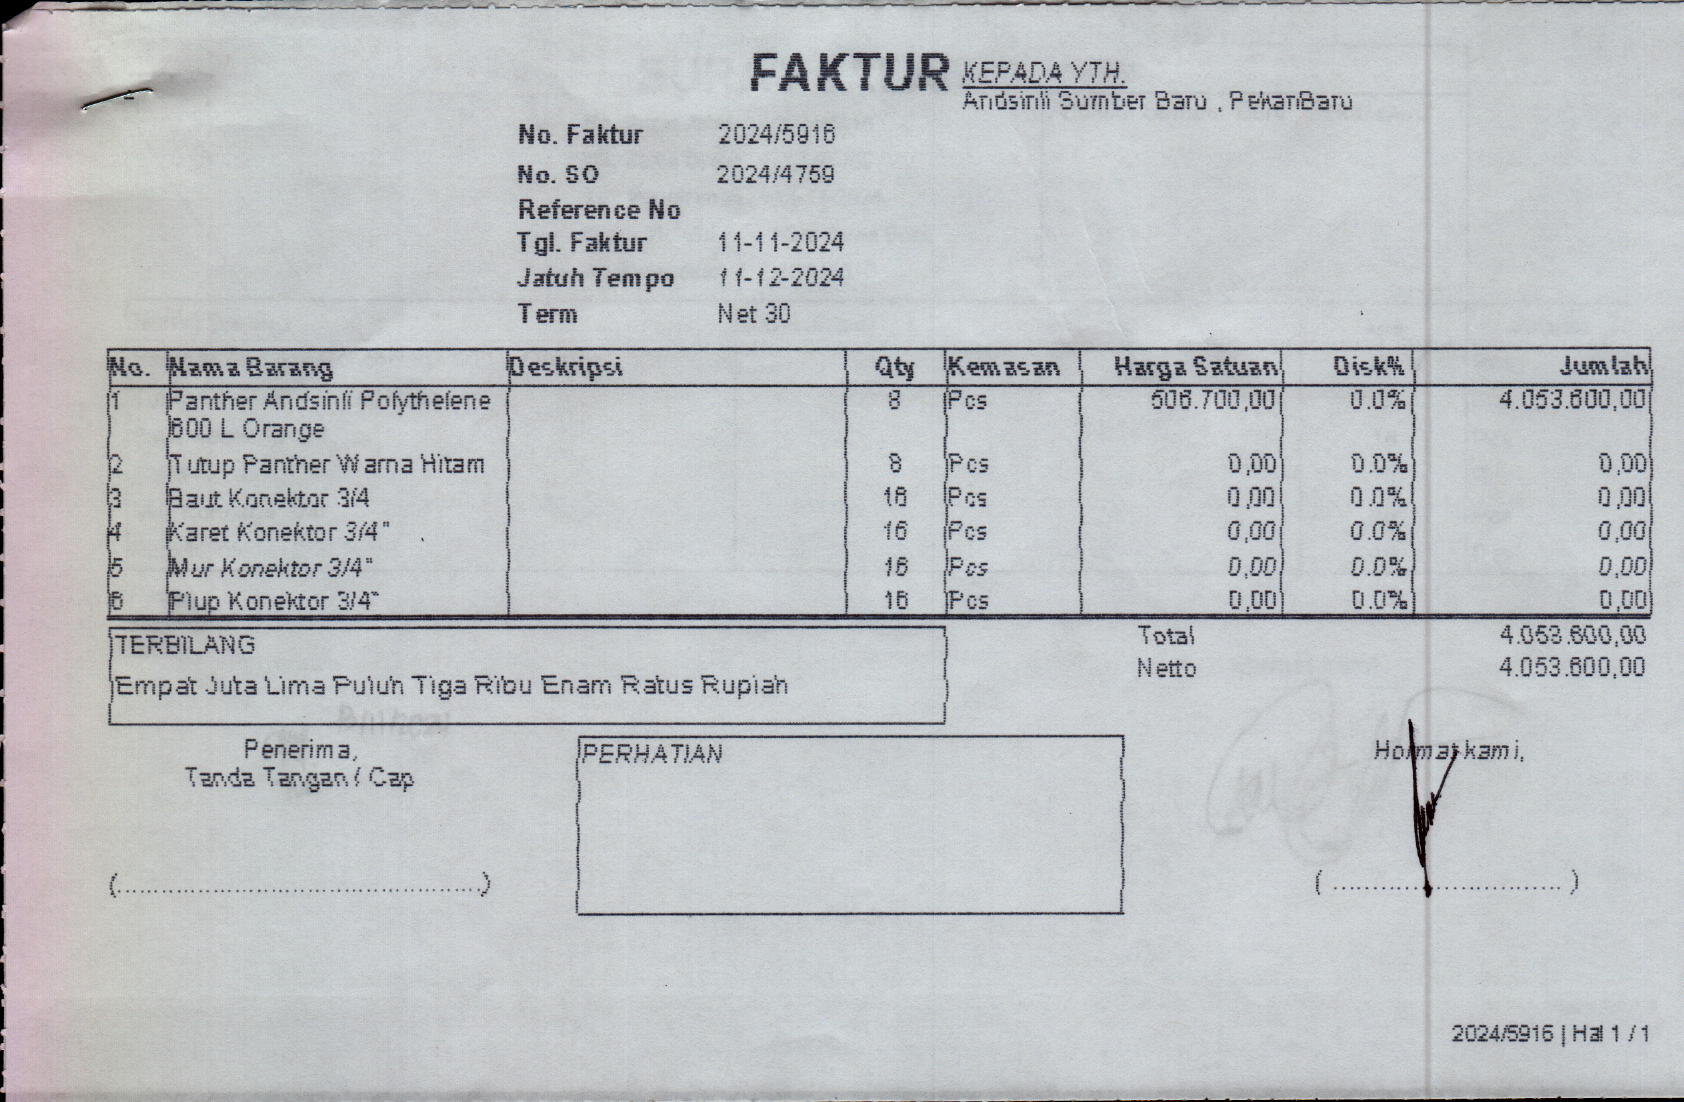 FAKTUR KEPADA YTH.
Andsinli Sumber Baru , PekanBaru
No. Faktur 2024/5916
No. SO 2024/4759
Reference No
Tgl. Faktur 11-11-2024
Jatuh Tempo 11-12-2024
Term Net 30
No. Nama Barang Deskripsi Qty Kemasan Harga Satuan Disk% Jumlah
1 Panther Andsinli Polythelene 8 Pcs 506.700,00 0.0% 4.053.600,00
600 L Orange
2 Tutup Panther Warna Hitam 8 Pcs 0,00 0.0% 0,00
3 Baut Konektor 3/4 16 Pcs 0,00 0.0% 0,00
4 Karet Konektor 3/4" 16 Pcs 0,00 0.0% 0,00
5 Mur Konektor 3/4" 16 Pcs 0,00 0.0% 0,00
6 Plup Konektor 3/4" 16 Pcs 0,00 0.0% 0,00
TERBILANG
Empat Juta Lima Puluh Tiga Ribu Enam Ratus Rupiah
Total 4.053.600,00
Netto 4.053.600,00
Penerima,
Tanda Tangan / Cap
PERHATIAN
Hormat kami,
(..................................................)
( ............................... )
2024/5916 | Hal 1 / 1